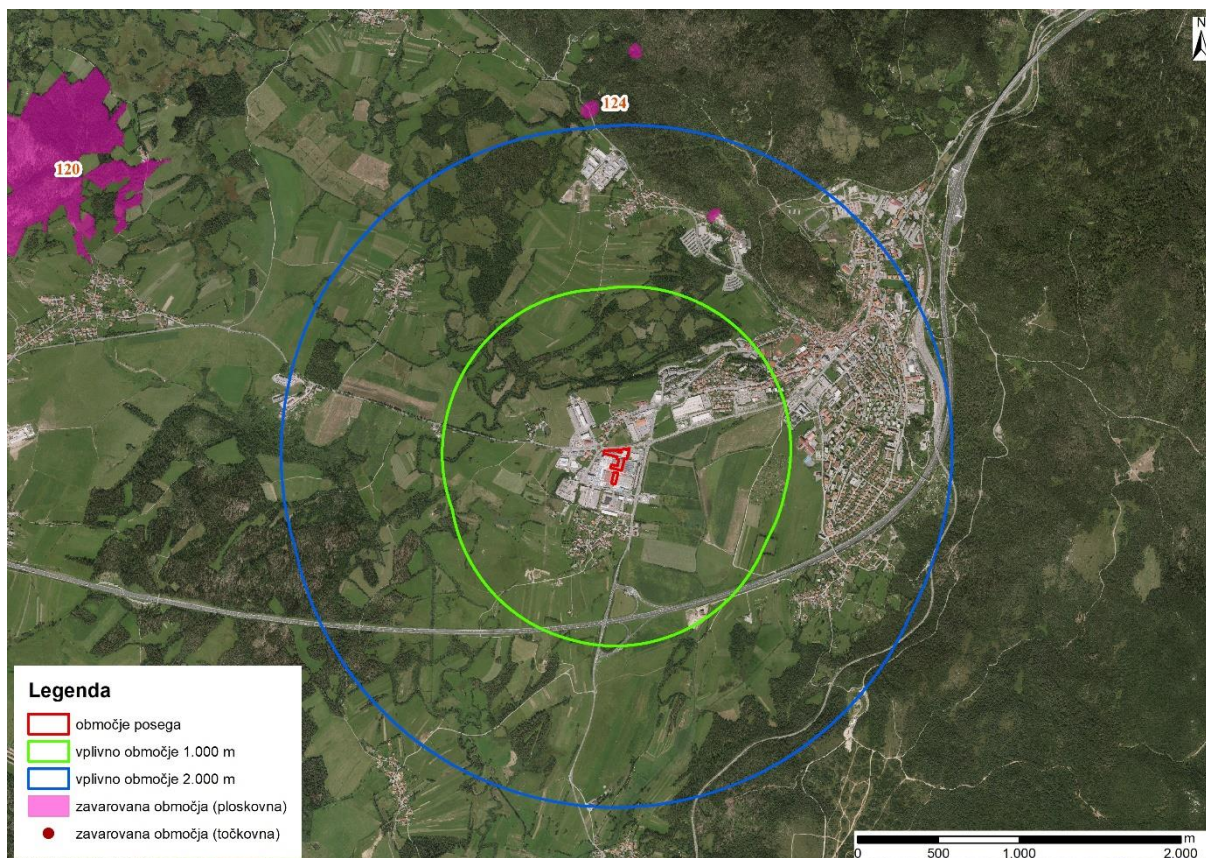 N
124
120
Legenda
območje posega
vplivno območje 1.000 m
vplivno območje 2.000 m
zavarovana območja (ploskovna)
zavarovana območja (točkovna)
m
0 500 1.000 2.000